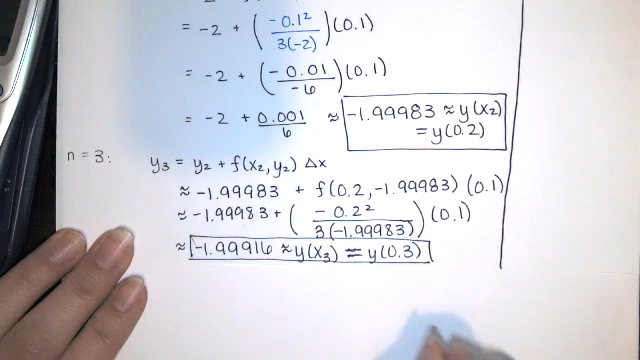 = -2 + (-0.1²/3(-2))(0.1)
= -2 + (-0.01/-6)(0.1)
= -2 + 0.001/6 ≈ -1.99983 ≈ y(x₂)
= y(0.2)
n = 3: y₃ = y₂ + f(x₂, y₂) Δx
≈ -1.99983 + f(0.2, -1.99983)(0.1)
≈ -1.99983 + (-0.2²/3(-1.99983))(0.1)
≈ -1.99916 ≈ y(x₃) ≈ y(0.3)